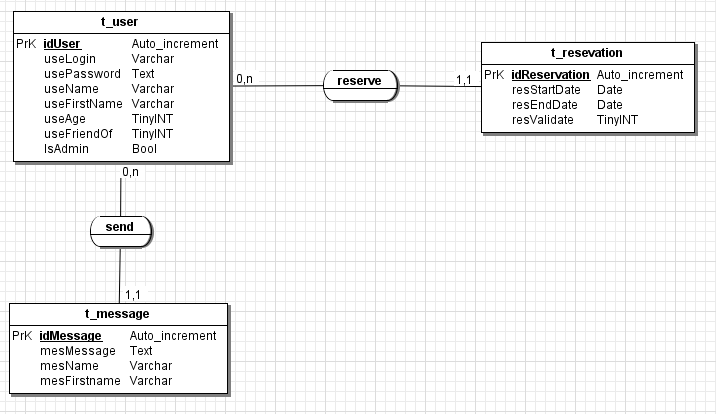 t_user
PrK idUser Auto_increment
useLogin Varchar
usePassword Text
useName Varchar
useFirstName Varchar
useAge TinyINT
useFriendOf TinyINT
IsAdmin Bool
0,n
reserve
1,1
t_resevation
PrK idReservation Auto_increment
resStartDate Date
resEndDate Date
resValidate TinyINT
0,n
send
1,1
t_message
PrK idMessage Auto_increment
mesMessage Text
mesName Varchar
mesFirstname Varchar